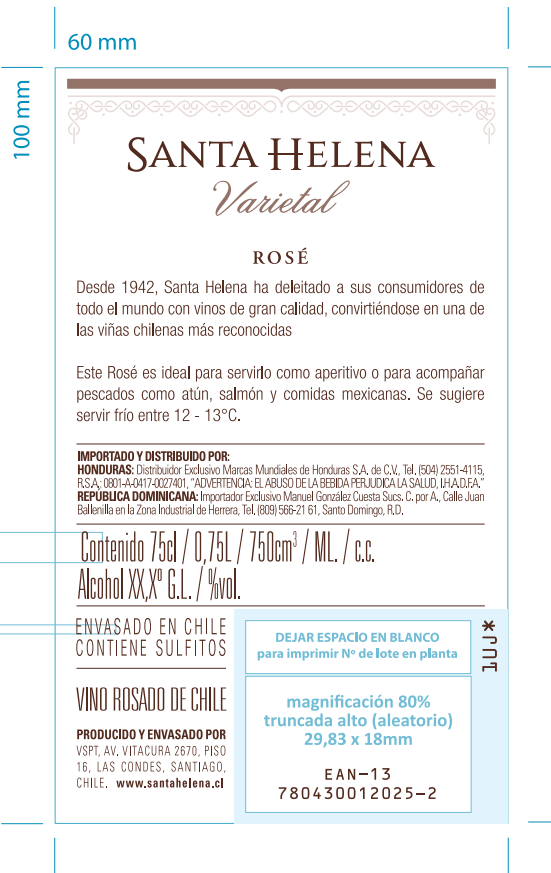 60 mm
100 mm
SANTA HELENA
Varietal
ROSÉ
Desde 1942, Santa Helena ha deleitado a sus consumidores de
todo el mundo con vinos de gran calidad, convirtiéndose en una de
las viñas chilenas más reconocidas
Este Rosé es ideal para servirlo como aperitivo o para acompañar
pescados como atún, salmón y comidas mexicanas. Se sugiere
servir frío entre 12 - 13°C.
IMPORTADO Y DISTRIBUIDO POR:
HONDURAS: Distribuidor Exclusivo Marcas Mundiales de Honduras S.A. de C.V., Tel. (504) 2551-4115,
R.S.A.: 0801-A-0417-0027401, "ADVERTENCIA: EL ABUSO DE LA BEBIDA PERJUDICA LA SALUD, I.H.A.D.F.A."
REPÚBLICA DOMINICANA: Importador Exclusivo Manuel González Cuesta Sucs. C. por A., Calle Juan
Ballenilla en la Zona Industrial de Herrera, Tel. (809) 566-21 61, Santo Domingo, R.D.
Contenido 75cl / 0,75L / 750cm³ / ML. / c.c.
Alcohol XX,Xº G.L. / %vol.
ENVASADO EN CHILE
CONTIENE SULFITOS
VINO ROSADO DE CHILE
PRODUCIDO Y ENVASADO POR
VSPT, AV. VITACURA 2670, PISO
16, LAS CONDES, SANTIAGO,
CHILE. www.santahelena.cl
DEJAR ESPACIO EN BLANCO
para imprimir Nº de lote en planta
magnificación 80%
truncada alto (aleatorio)
29,83 x 18mm
EAN-13
780430012025-2